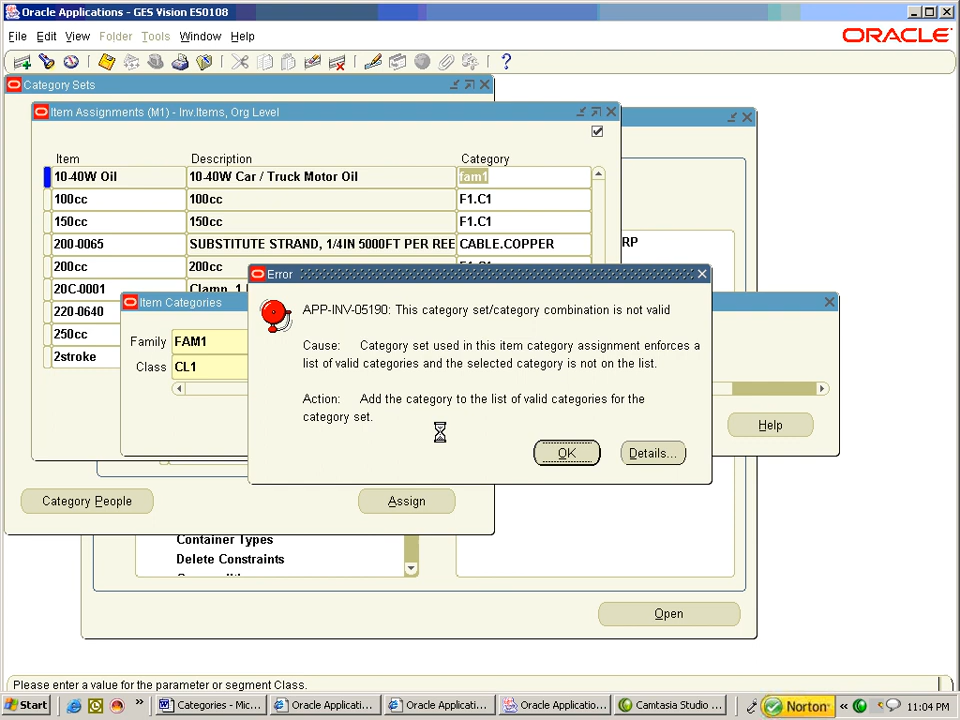 Oracle Applications - GES Vision ES0108
File Edit View Folder Tools Window Help
ORACLE
Category Sets
Item Assignments (M1) - Inv.Items, Org Level
Item Description Category
10-40W Oil 10-40W Car / Truck Motor Oil fam1
100cc 100cc F1.C1
150cc 150cc F1.C1
200-0065 SUBSTITUTE STRAND, 1/4IN 5000FT PER REE CABLE.COPPER
RP
200cc 200cc
20C-0001
220-0640
250cc
2stroke
Item Categories
Family FAM1
Class CL1
Help
Error
APP-INV-05190: This category set/category combination is not valid
Cause: Category set used in this item category assignment enforces a
list of valid categories and the selected category is not on the list.
Action: Add the category to the list of valid categories for the
category set.
OK Details...
Category People Assign
Container Types
Delete Constraints
Open
Please enter a value for the parameter or segment Class.
Start
Categories - Mic...
Oracle Applicati...
Oracle Applicati...
Oracle Applicatio...
Camtasia Studio ...
Norton
11:04 PM